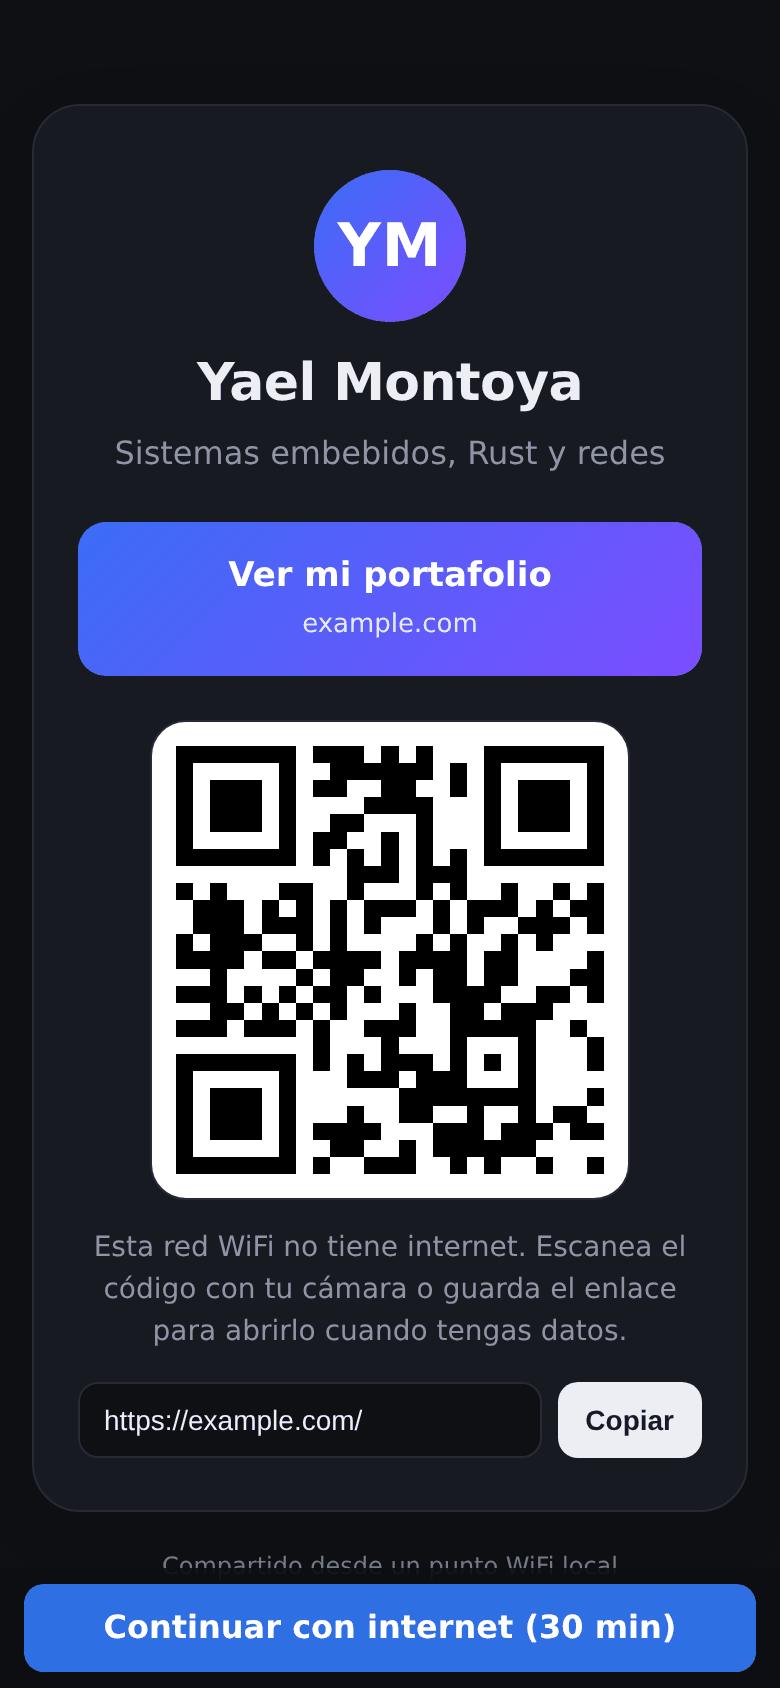 YM
Yael Montoya
Sistemas embebidos, Rust y redes
Ver mi portafolio
example.com
Esta red WiFi no tiene internet. Escanea el
código con tu cámara o guarda el enlace
para abrirlo cuando tengas datos.
https://example.com/
Copiar
Compartido desde un punto WiFi local
Continuar con internet (30 min)